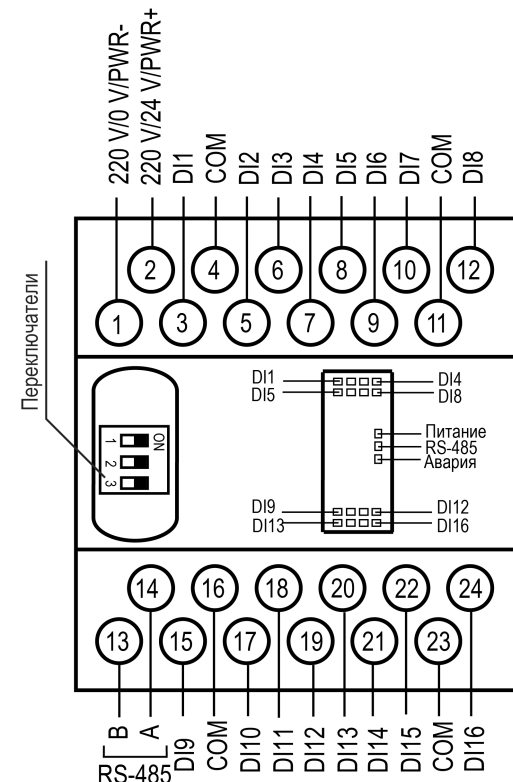 220 V/0 V/PWR-
220 V/24 V/PWR+
DI1
COM
DI2
DI3
DI4
DI5
DI6
DI7
COM
DI8
2
4
6
8
10
12
1
3
5
7
9
11
Переключатели
ON
1
2
3
DI1
DI4
DI5
DI8
Питание
RS-485
Авария
DI9
DI12
DI13
DI16
14
16
18
20
22
24
13
15
17
19
21
23
B
A
RS-485
DI9
COM
DI10
DI11
DI12
DI13
DI14
DI15
COM
DI16